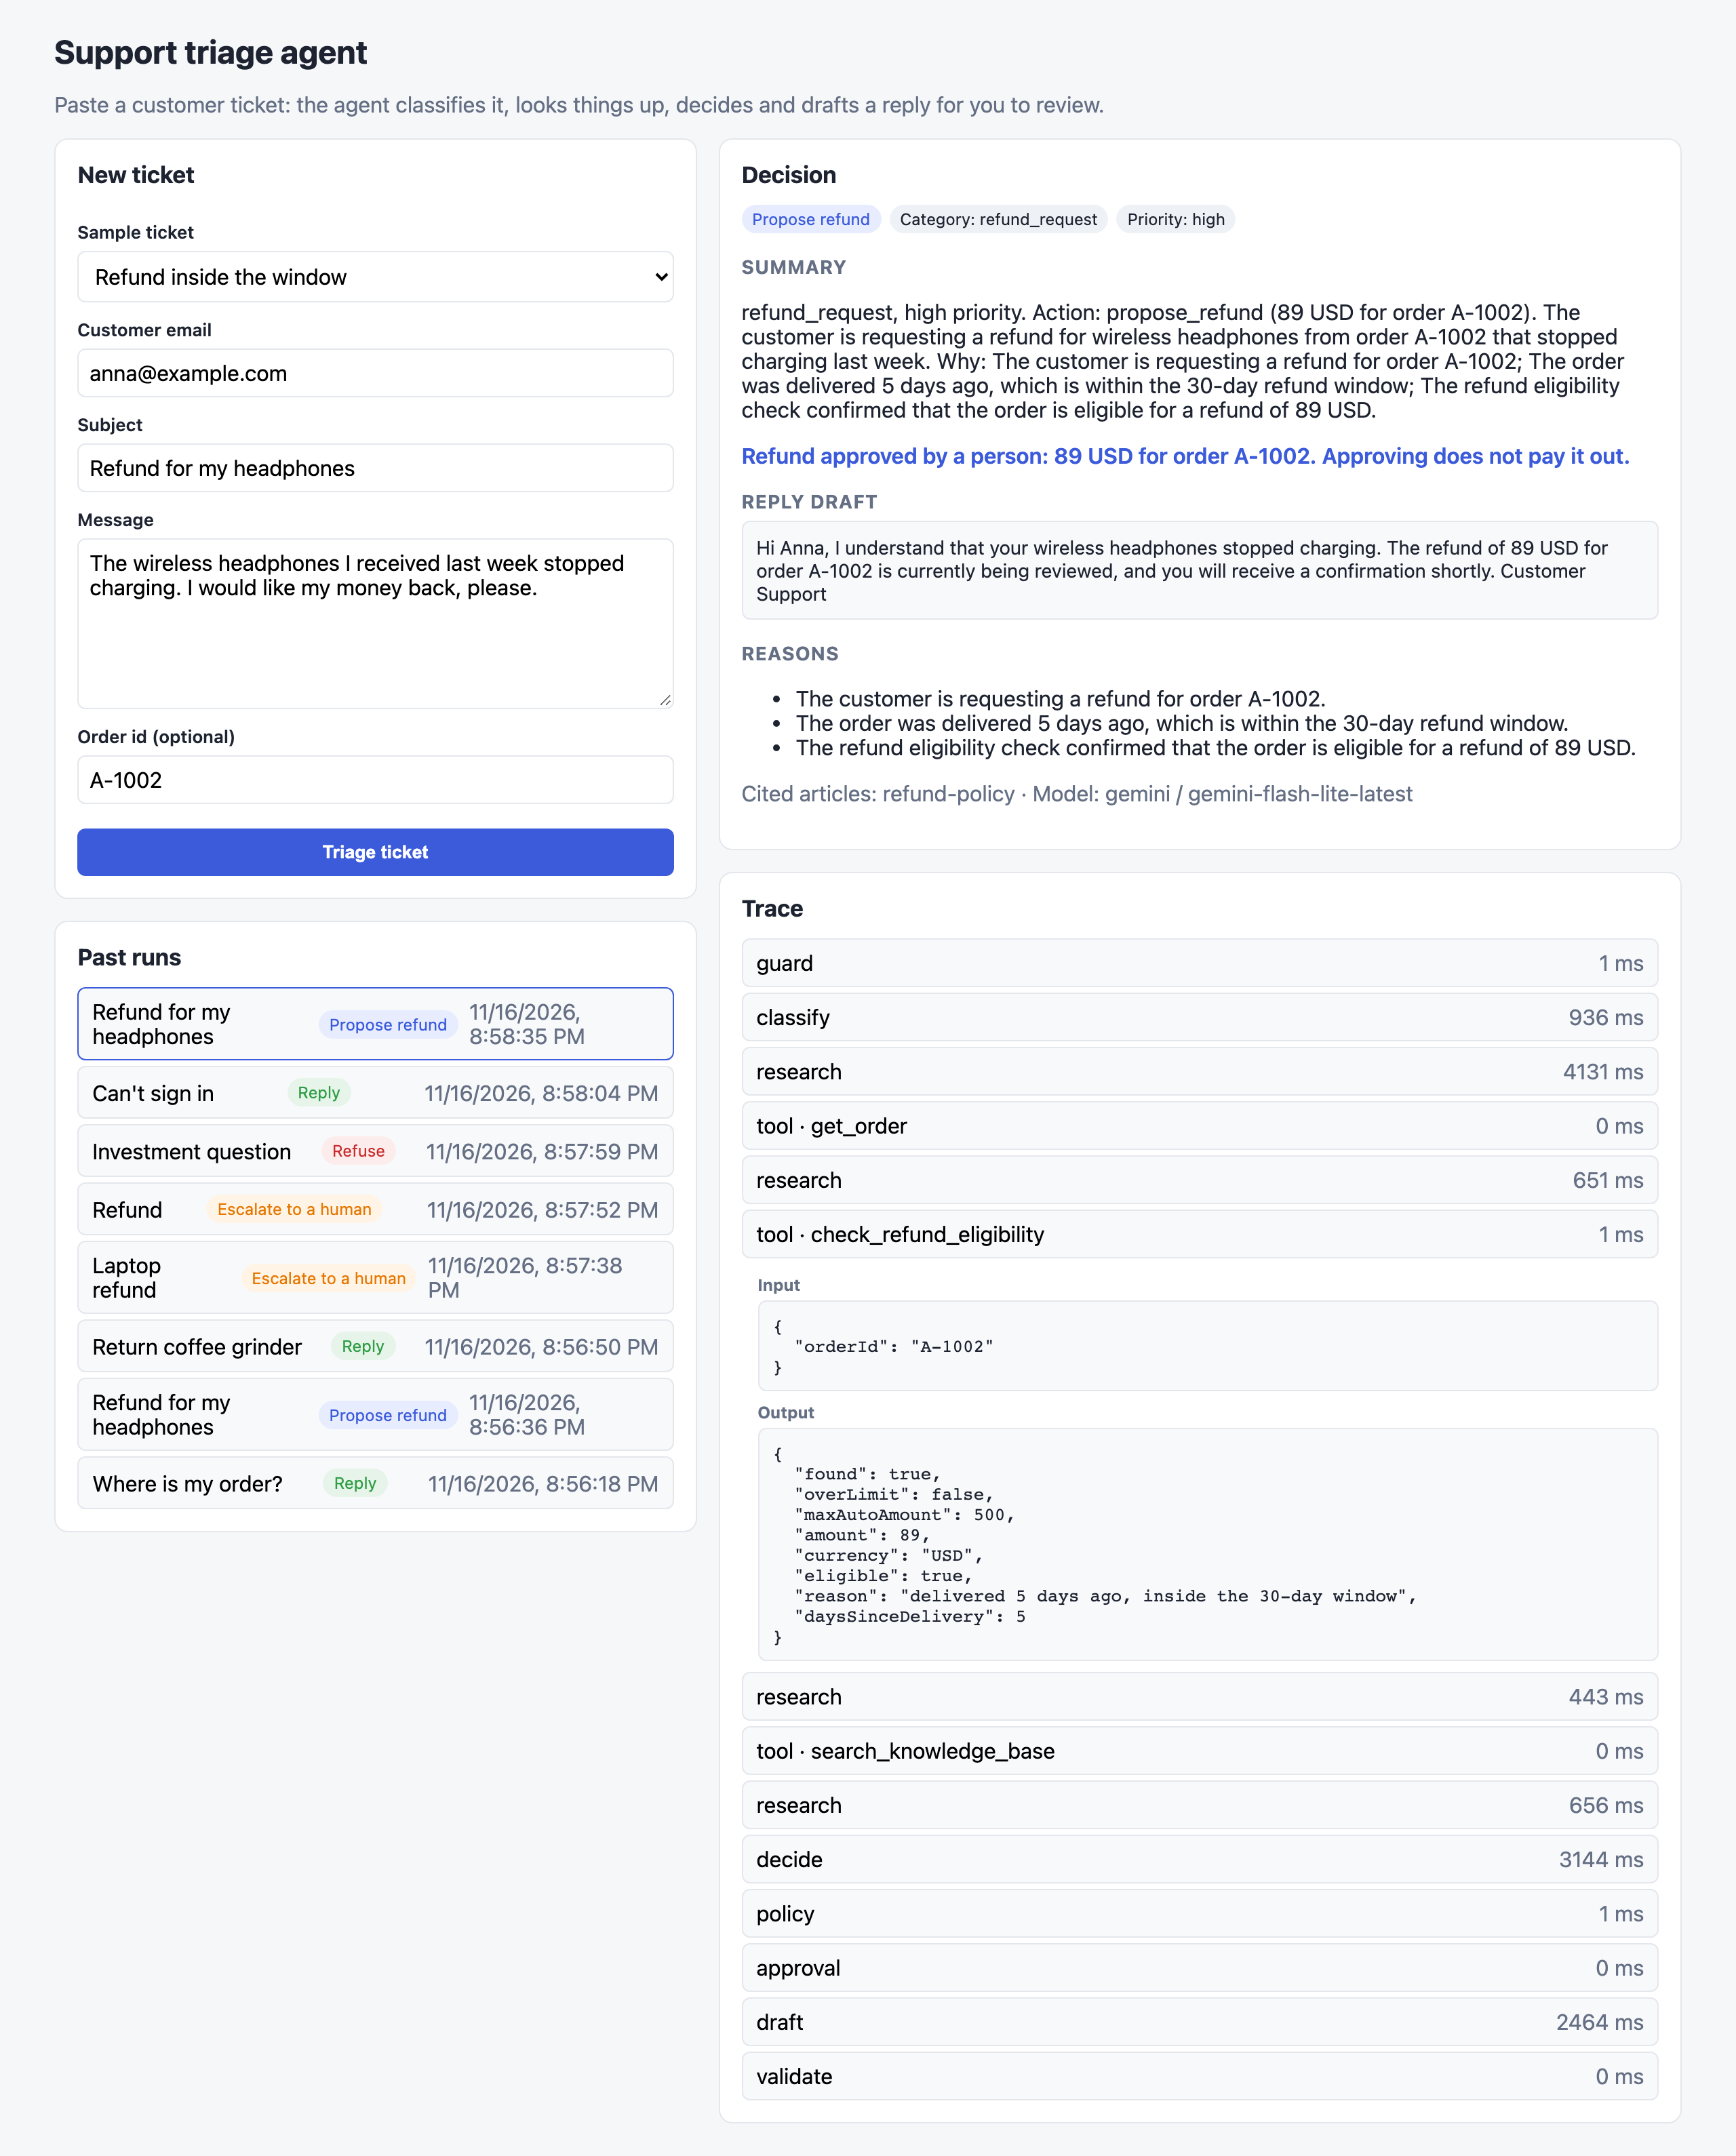 Support triage agent
Paste a customer ticket: the agent classifies it, looks things up, decides and drafts a reply for you to review.
New ticket
Sample ticket
Refund inside the window
Customer email
anna@example.com
Subject
Refund for my headphones
Message
The wireless headphones I received last week stopped
charging. I would like my money back, please.
Order id (optional)
A-1002
Triage ticket
Past runs
Refund for my
headphones
Propose refund
11/16/2026,
8:58:35 PM
Can't sign in
Reply
11/16/2026, 8:58:04 PM
Investment question
Refuse
11/16/2026, 8:57:59 PM
Refund
Escalate to a human
11/16/2026, 8:57:52 PM
Laptop
refund
Escalate to a human
11/16/2026, 8:57:38
PM
Return coffee grinder
Reply
11/16/2026, 8:56:50 PM
Refund for my
headphones
Propose refund
11/16/2026,
8:56:36 PM
Where is my order?
Reply
11/16/2026, 8:56:18 PM
Decision
Propose refund
Category: refund_request
Priority: high
SUMMARY
refund_request, high priority. Action: propose_refund (89 USD for order A-1002). The
customer is requesting a refund for wireless headphones from order A-1002 that stopped
charging last week. Why: The customer is requesting a refund for order A-1002; The order
was delivered 5 days ago, which is within the 30-day refund window; The refund eligibility
check confirmed that the order is eligible for a refund of 89 USD.
Refund approved by a person: 89 USD for order A-1002. Approving does not pay it out.
REPLY DRAFT
Hi Anna, I understand that your wireless headphones stopped charging. The refund of 89 USD for
order A-1002 is currently being reviewed, and you will receive a confirmation shortly. Customer
Support
REASONS
• The customer is requesting a refund for order A-1002.
• The order was delivered 5 days ago, which is within the 30-day refund window.
• The refund eligibility check confirmed that the order is eligible for a refund of 89 USD.
Cited articles: refund-policy · Model: gemini / gemini-flash-lite-latest
Trace
guard 1 ms
classify 936 ms
research 4131 ms
tool · get_order 0 ms
research 651 ms
tool · check_refund_eligibility 1 ms
Input
{
"orderId": "A-1002"
}
Output
{
"found": true,
"overLimit": false,
"maxAutoAmount": 500,
"amount": 89,
"currency": "USD",
"eligible": true,
"reason": "delivered 5 days ago, inside the 30-day window",
"daysSinceDelivery": 5
}
research 443 ms
tool · search_knowledge_base 0 ms
research 656 ms
decide 3144 ms
policy 1 ms
approval 0 ms
draft 2464 ms
validate 0 ms